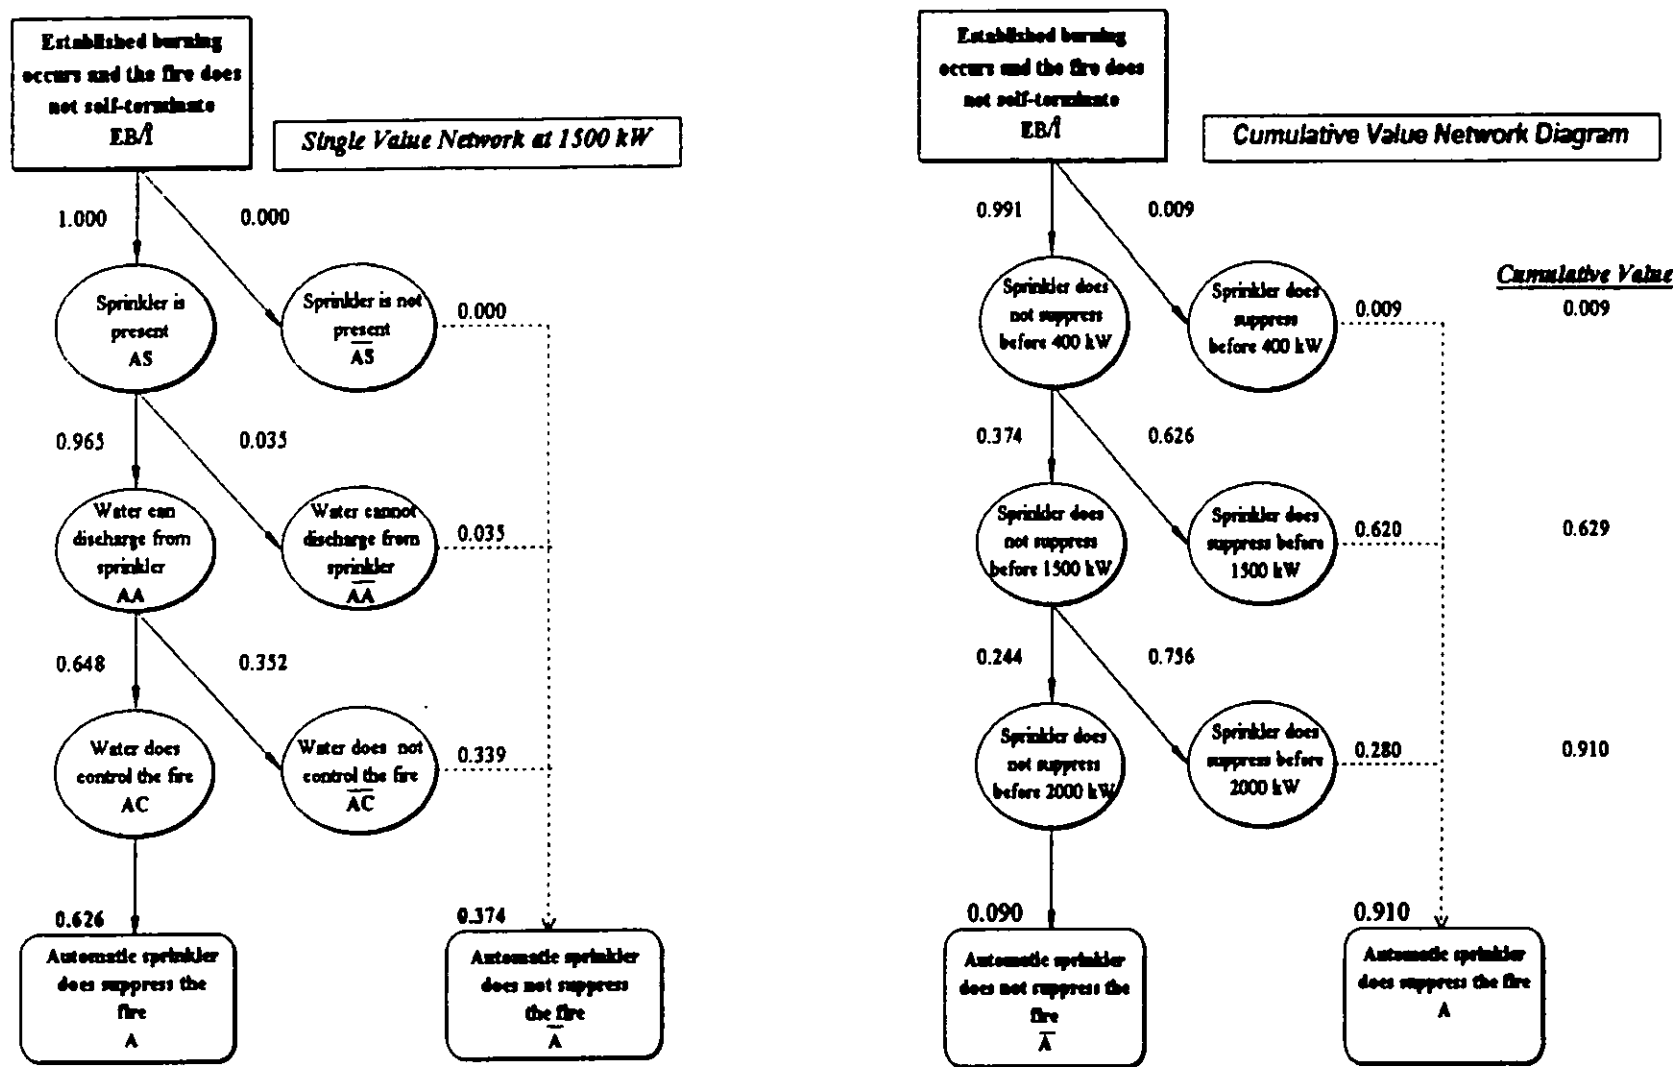 Established burning
occurs and the fire does
not self-terminate
EB/Ī
Single Value Network at 1500 kW
1.000
0.000
Sprinkler is
present
AS
Sprinkler is not
present
A̅S̅
0.000
0.965
0.035
Water can
discharge from
sprinkler
AA
Water cannot
discharge from
sprinkler
A̅A̅
0.035
0.648
0.352
Water does
control the fire
AC
Water does not
control the fire
A̅C̅
0.339
0.626
0.374
Automatic sprinkler
does suppress the
fire
A
Automatic sprinkler
does not suppress
the fire
A̅
Established burning
occurs and the fire does
not self-terminate
EB/Ī
Cumulative Value Network Diagram
0.991
0.009
Cumulative Value
Sprinkler does
not suppress
before 400 kW
Sprinkler does
suppress
before 400 kW
0.009
0.009
0.374
0.626
Sprinkler does
not suppress
before 1500 kW
Sprinkler does
suppress before
1500 kW
0.620
0.629
0.244
0.756
Sprinkler does
not suppress
before 2000 kW
Sprinkler does
suppress before
2000 kW
0.280
0.910
0.090
0.910
Automatic sprinkler
does not suppress the
fire
A̅
Automatic sprinkler
does suppress the fire
A